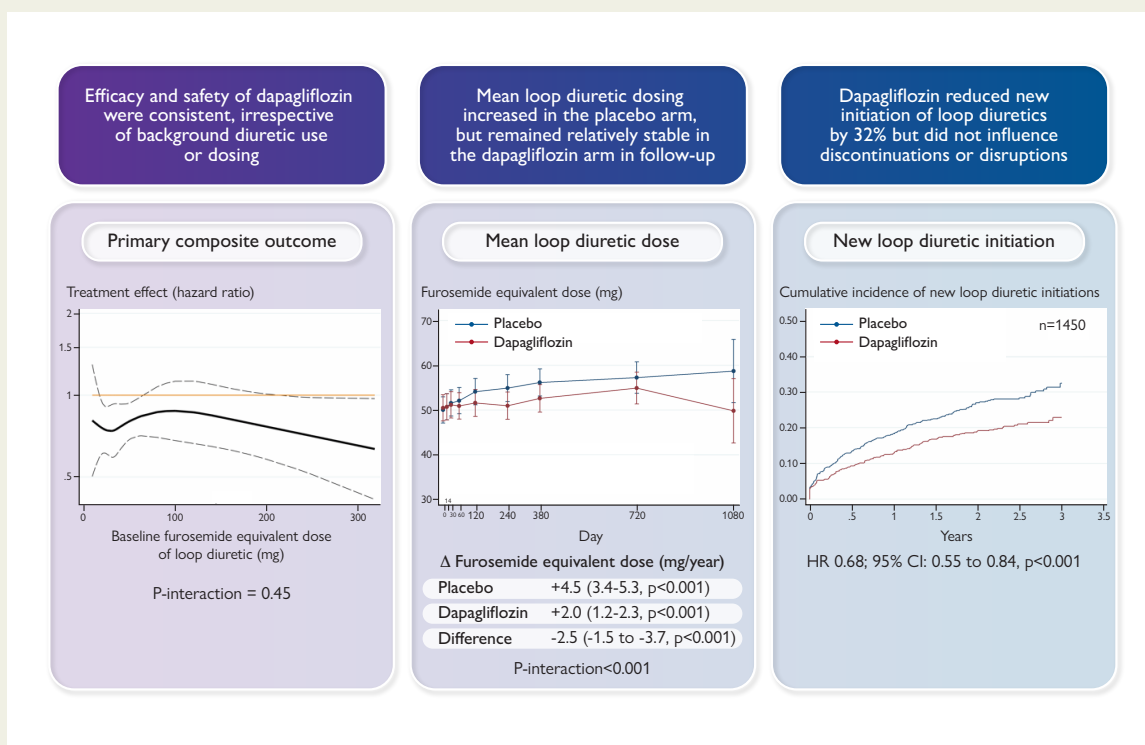 Efficacy and safety of dapagliflozin
were consistent, irrespective
of background diuretic use
or dosing
Mean loop diuretic dosing
increased in the placebo arm,
but remained relatively stable in
the dapagliflozin arm in follow-up
Dapagliflozin reduced new
initiation of loop diuretics
by 32% but did not influence
discontinuations or disruptions
Primary composite outcome
Treatment effect (hazard ratio)
2
1.5
1
.5
0 100 200 300
Baseline furosemide equivalent dose
of loop diuretic (mg)
P-interaction = 0.45
Mean loop diuretic dose
Furosemide equivalent dose (mg)
Placebo
Dapagliflozin
70
60
50
40
30
14
0 30 60 120 240 380 720 1080
Day
Δ Furosemide equivalent dose (mg/year)
Placebo +4.5 (3.4-5.3, p<0.001)
Dapagliflozin +2.0 (1.2-2.3, p<0.001)
Difference -2.5 (-1.5 to -3.7, p<0.001)
P-interaction<0.001
New loop diuretic initiation
Cumulative incidence of new loop diuretic initiations
Placebo
Dapagliflozin
n=1450
0.50
0.40
0.30
0.20
0.10
0.00
0 .5 1 1.5 2 2.5 3 3.5
Years
HR 0.68; 95% CI: 0.55 to 0.84, p<0.001